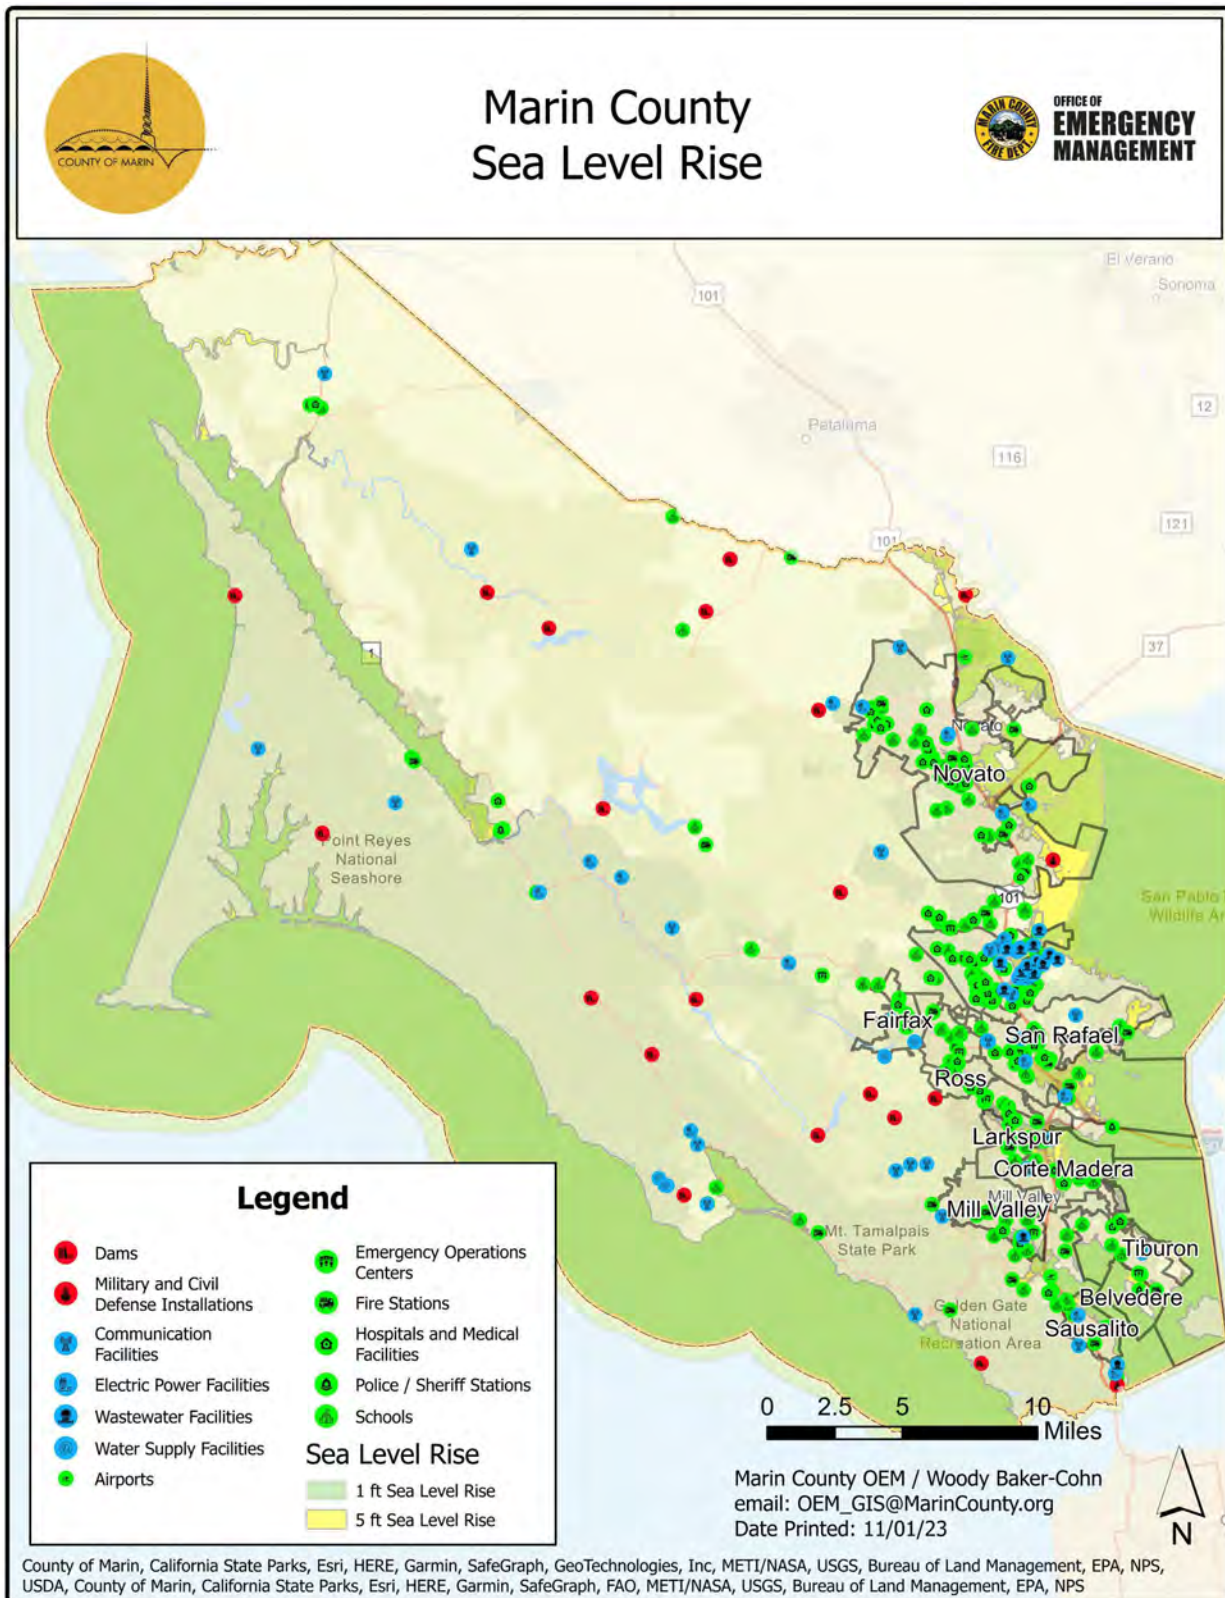 COUNTY OF MARIN
Marin County
Sea Level Rise
MARIN COUNTY
FIRE DEPT.
OFFICE OF
EMERGENCY
MANAGEMENT
El Verano
Sonoma
101
12
Petaluma
116
121
101
37
1
Novato
Novato
Point Reyes
National
Seashore
101
San Pablo
Wildlife
Fairfax
San Rafael
Ross
Larkspur
Corte Madera
Mill Valley
Mill Valley
Mt. Tamalpais
State Park
Tiburon
Belvedere
Golden Gate
National
Recreation Area
Sausalito
Legend
Dams
Military and Civil
Defense Installations
Communication
Facilities
Electric Power Facilities
Wastewater Facilities
Water Supply Facilities
Airports
Emergency Operations
Centers
Fire Stations
Hospitals and Medical
Facilities
Police / Sheriff Stations
Schools
Sea Level Rise
1 ft Sea Level Rise
5 ft Sea Level Rise
0 2.5 5 10
Miles
Marin County OEM / Woody Baker-Cohn
email: OEM_GIS@MarinCounty.org
Date Printed: 11/01/23
N
County of Marin, California State Parks, Esri, HERE, Garmin, SafeGraph, GeoTechnologies, Inc, METI/NASA, USGS, Bureau of Land Management, EPA, NPS,
USDA, County of Marin, California State Parks, Esri, HERE, Garmin, SafeGraph, FAO, METI/NASA, USGS, Bureau of Land Management, EPA, NPS